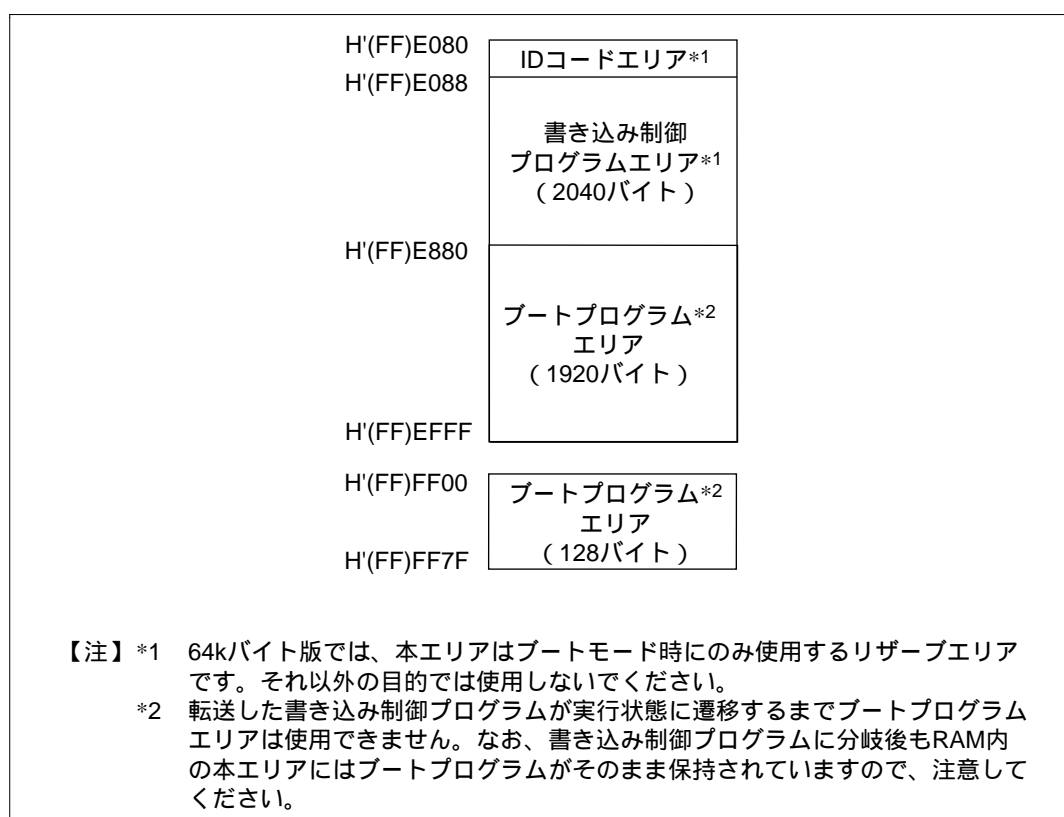 H'(FF)E080
IDコードエリア*1
H'(FF)E088
書き込み制御
プログラムエリア*1
（2040バイト）
H'(FF)E880
ブートプログラム*2
エリア
（1920バイト）
H'(FF)EFFF
H'(FF)FF00
ブートプログラム*2
エリア
（128バイト）
H'(FF)FF7F
【注】*1 64kバイト版では、本エリアはブートモード時にのみ使用するリザーブエリア
です。それ以外の目的では使用しないでください。
*2 転送した書き込み制御プログラムが実行状態に遷移するまでブートプログラム
エリアは使用できません。なお、書き込み制御プログラムに分岐後もRAM内
の本エリアにはブートプログラムがそのまま保持されていますので、注意して
ください。